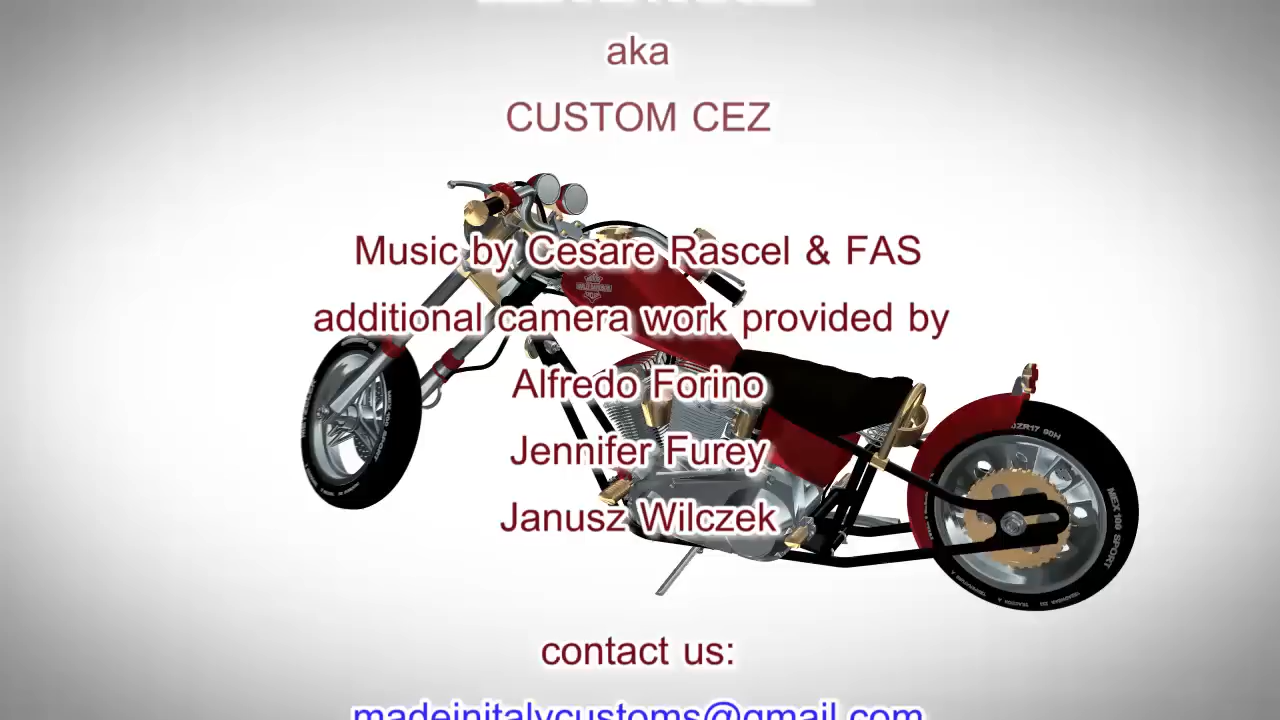 aka
CUSTOM CEZ
Music by Cesare Rascel & FAS
additional camera work provided by
Alfredo Forino
Jennifer Furey
Janusz Wilczek
contact us:
madeinitalycustoms@gmail.com